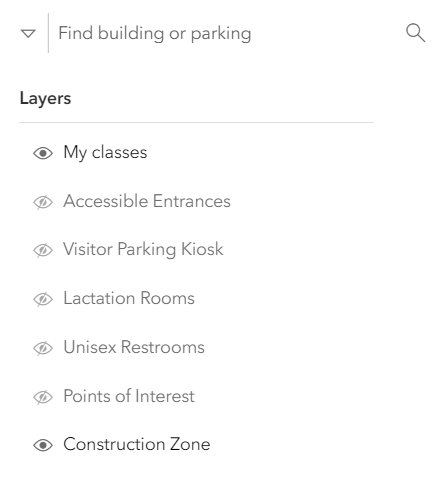 Find building or parking
Layers
My classes
Accessible Entrances
Visitor Parking Kiosk
Lactation Rooms
Unisex Restrooms
Points of Interest
Construction Zone